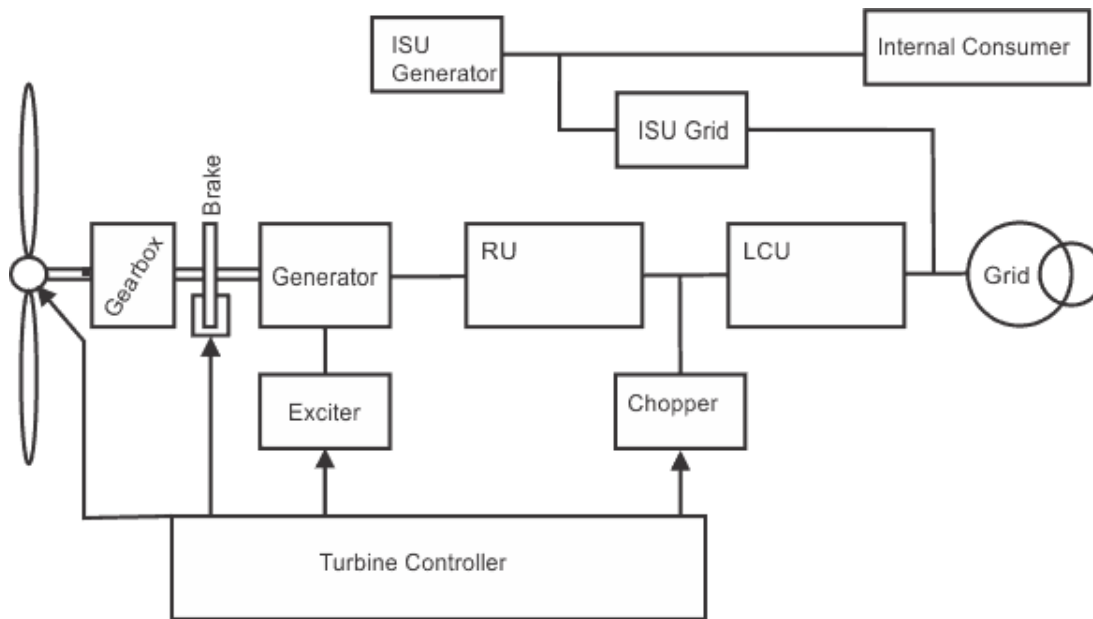 ISU
Generator
Internal Consumer
ISU Grid
Brake
Gearbox
Generator
RU
LCU
Grid
Exciter
Chopper
Turbine Controller